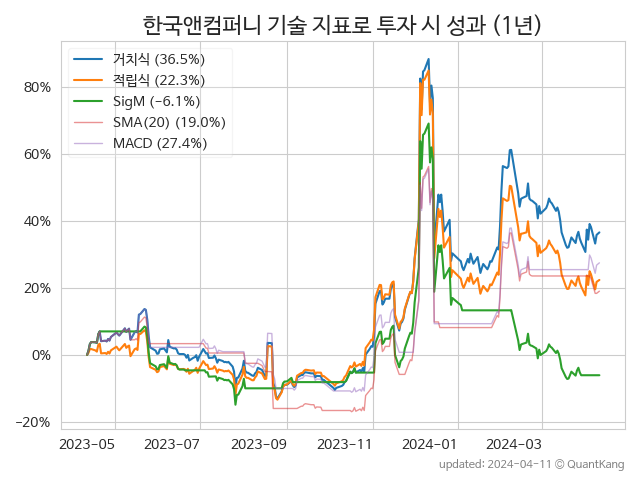 한국앤컴퍼니 기술 지표로 투자 시 성과 (1년)
거치식 (36.5%)
적립식 (22.3%)
SigM (−6.1%)
SMA(20) (19.0%)
MACD (27.4%)
80%
60%
40%
20%
0%
−20%
2023-05
2023-07
2023-09
2023-11
2024-01
2024-03
updated: 2024-04-11 © QuantKang